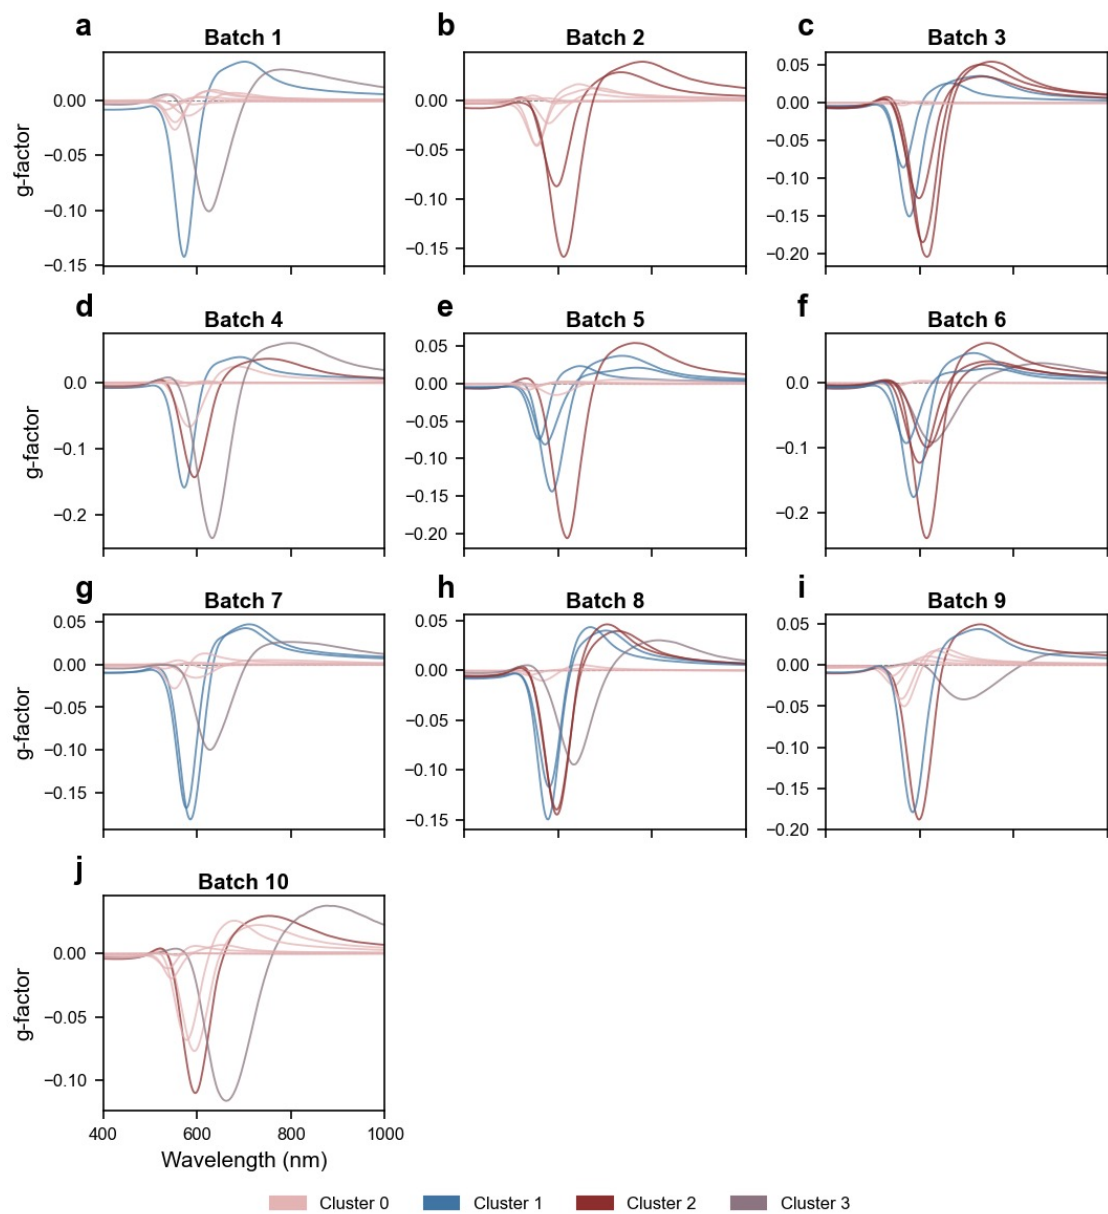 a
Batch 1
g-factor
0.00
−0.05
−0.10
−0.15
b
Batch 2
0.00
−0.05
−0.10
−0.15
c
Batch 3
0.05
0.00
−0.05
−0.10
−0.15
−0.20
d
Batch 4
g-factor
0.0
−0.1
−0.2
e
Batch 5
0.05
0.00
−0.05
−0.10
−0.15
−0.20
f
Batch 6
0.0
−0.1
−0.2
g
Batch 7
g-factor
0.05
0.00
−0.05
−0.10
−0.15
h
Batch 8
0.05
0.00
−0.05
−0.10
−0.15
i
Batch 9
0.05
0.00
−0.05
−0.10
−0.15
−0.20
j
Batch 10
g-factor
0.00
−0.05
−0.10
400 600 800 1000
Wavelength (nm)
Cluster 0 Cluster 1 Cluster 2 Cluster 3